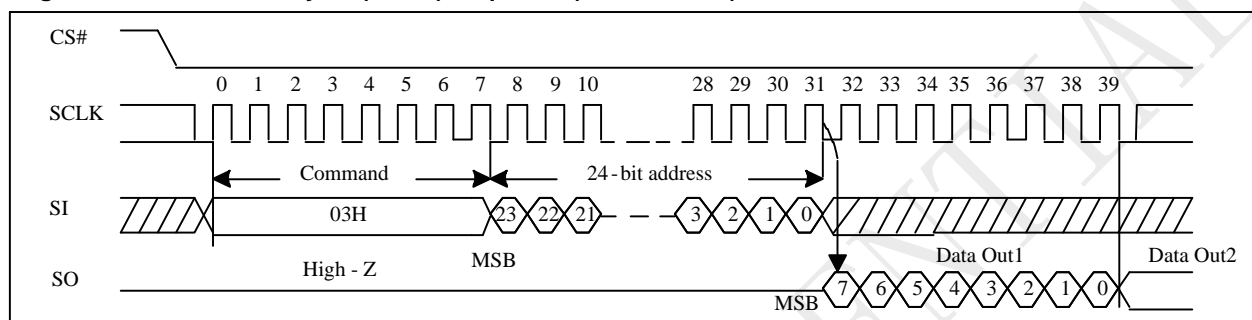 CS#
0 1 2 3 4 5 6 7 8 9 10 28 29 30 31 32 33 34 35 36 37 38 39
SCLK
Command 24-bit address
SI 03H 23 22 21 3 2 1 0
High - Z MSB Data Out1 Data Out2
SO MSB 7 6 5 4 3 2 1 0